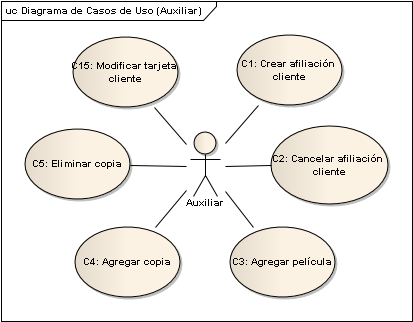 uc Diagrama de Casos de Uso (Auxiliar)
C15: Modificar tarjeta
cliente
C1: Crear afiliación
cliente
C5: Eliminar copia
C2: Cancelar afiliación
cliente
Auxiliar
C4: Agregar copia
C3: Agregar película